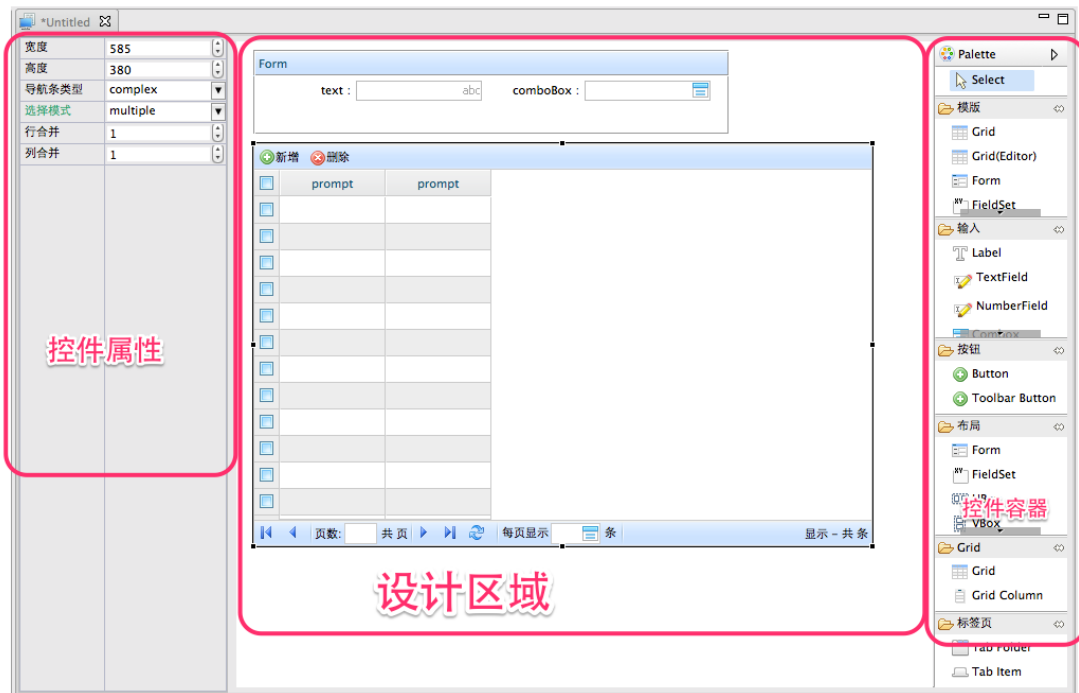 *Untitled
宽度 585
高度 380
导航条类型 complex
选择模式 multiple
行合并 1
列合并 1
控件属性
Form
text : abc comboBox :
新增 删除
prompt prompt
页数: 共 页 每页显示 条 显示 - 共 条
设计区域
Palette
Select
模版
Grid
Grid(Editor)
Form
FieldSet
输入
Label
TextField
NumberField
Combox
按钮
Button
Toolbar Button
布局
Form
FieldSet
控件容器
VBox
Grid
Grid
Grid Column
标签页
Tab Folder
Tab Item